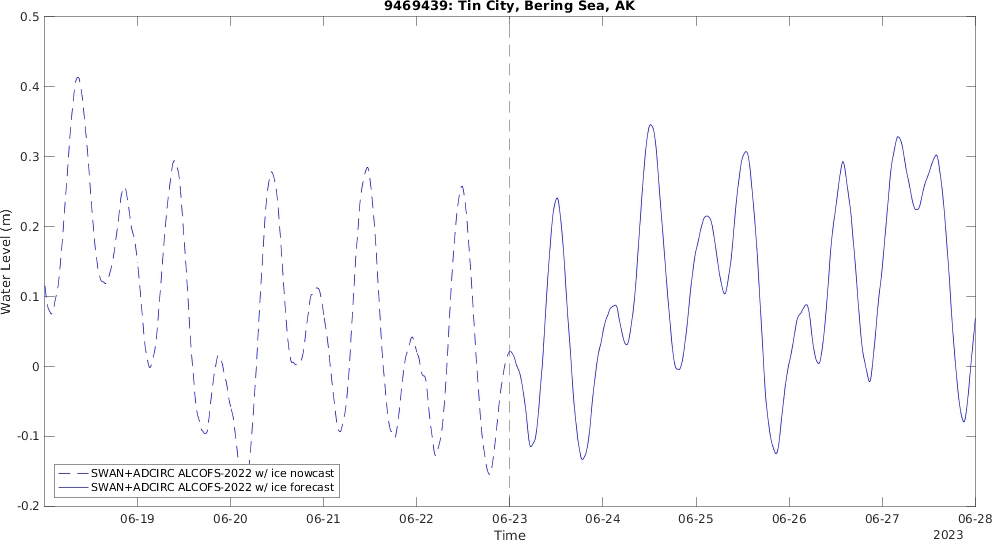 9469439: Tin City, Bering Sea, AK
0.5
0.4
0.3
0.2
0.1
0
-0.1
-0.2
Water Level (m)
SWAN+ADCIRC ALCOFS-2022 w/ ice nowcast
SWAN+ADCIRC ALCOFS-2022 w/ ice forecast
06-19 06-20 06-21 06-22 06-23 06-24 06-25 06-26 06-27 06-28
Time
2023